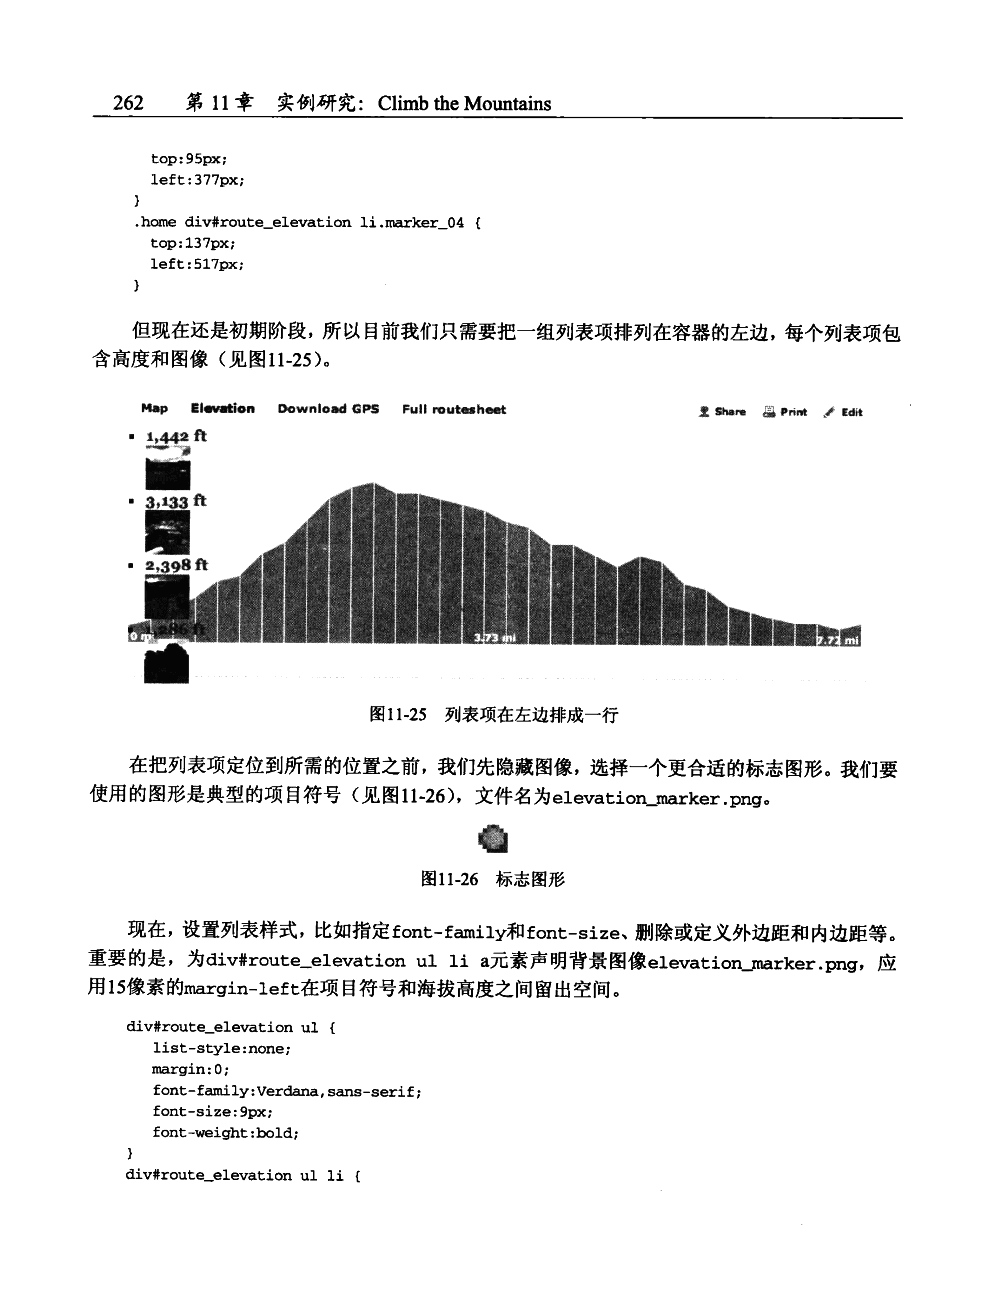 262 第 11 章 实例研究：Climb the Mountains
top:95px;
left:377px;
}
.home div#route_elevation li.marker_04 {
top:137px;
left:517px;
}
但现在还是初期阶段，所以目前我们只需要把一组列表项排列在容器的左边，每个列表项包
含高度和图像（见图11-25）。
Map Elevation Download GPS Full routesheet Share Print Edit
1,442 ft
3,133 ft
2,398 ft
3.73 mi 7.72 mi
图11-25 列表项在左边排成一行
在把列表项定位到所需的位置之前，我们先隐藏图像，选择一个更合适的标志图形。我们要
使用的图形是典型的项目符号（见图11-26），文件名为elevation_marker.png。
图11-26 标志图形
现在，设置列表样式，比如指定font-family和font-size、删除或定义外边距和内边距等。
重要的是，为div#route_elevation ul li a元素声明背景图像elevation_marker.png，应
用15像素的margin-left在项目符号和海拔高度之间留出空间。
div#route_elevation ul {
list-style:none;
margin:0;
font-family:Verdana,sans-serif;
font-size:9px;
font-weight:bold;
}
div#route_elevation ul li {